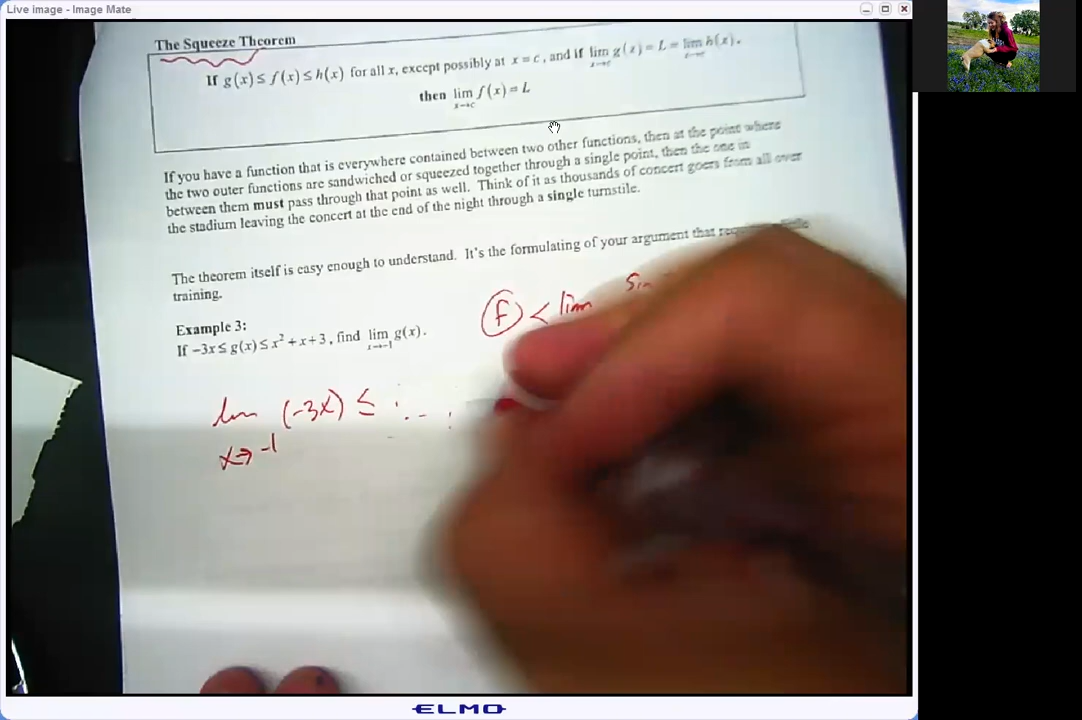 Live image - Image Mate
The Squeeze Theorem
If g(x) ≤ f(x) ≤ h(x) for all x, except possibly at x = c, and if lim g(x) = L = lim h(x).
x→c x→c
then lim f(x) = L
x→c
If you have a function that is everywhere contained between two other functions, then at the point where
the two outer functions are sandwiched or squeezed together through a single point, then the one in
between them must pass through that point as well. Think of it as thousands of concert goers from all over
the stadium leaving the concert at the end of the night through a single turnstile.
The theorem itself is easy enough to understand. It's the formulating of your argument that
training.
Example 3:
If -3x ≤ g(x) ≤ x² + x + 3, find lim g(x).
x→-1
f < lim
lim (-3x) ≤
x→-1
ELMO